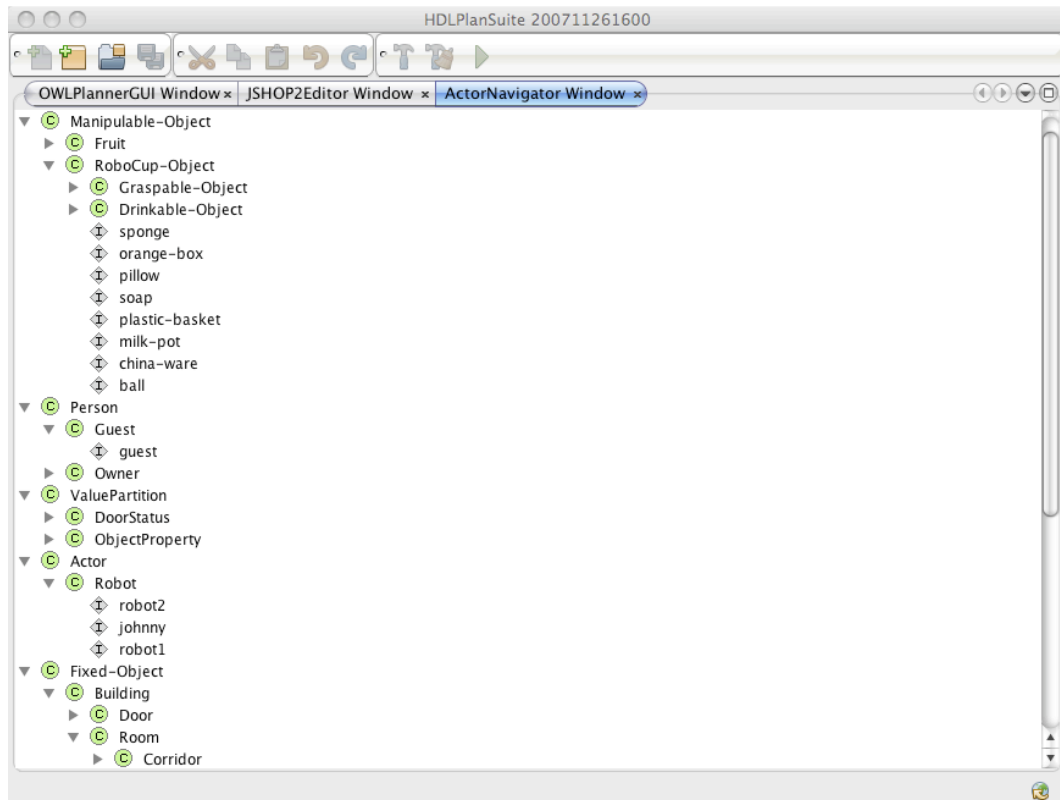 HDLPlanSuite 200711261600
OWLPlannerGUI Window × JSHOP2Editor Window × ActorNavigator Window ×
C Manipulable-Object
C Fruit
C RoboCup-Object
C Graspable-Object
C Drinkable-Object
I sponge
I orange-box
I pillow
I soap
I plastic-basket
I milk-pot
I china-ware
I ball
C Person
C Guest
I guest
C Owner
C ValuePartition
C DoorStatus
C ObjectProperty
C Actor
C Robot
I robot2
I johnny
I robot1
C Fixed-Object
C Building
C Door
C Room
C Corridor